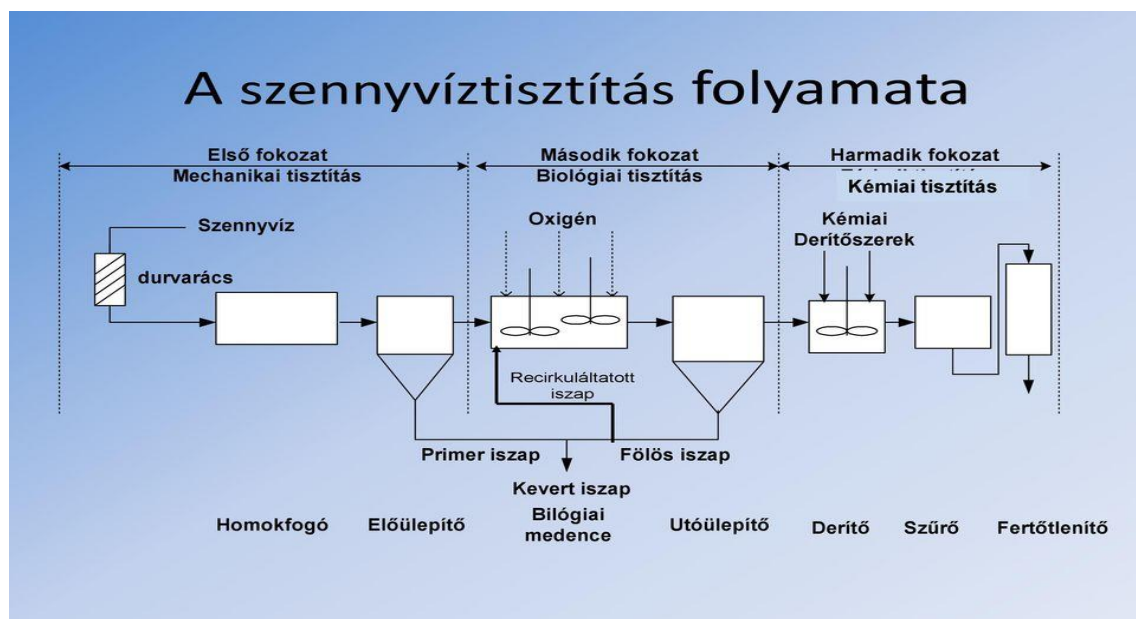 A szennyvíztisztítás folyamata
Első fokozat
Mechanikai tisztítás
Második fokozat
Biológiai tisztítás
Harmadik fokozat
Kémiai tisztítás
Szennyvíz
durvarács
Oxigén
Kémiai
Derítőszerek
Recirkuláltatott
iszap
Primer iszap
Fölös iszap
Kevert iszap
Homokfogó
Előülepítő
Bilógiai
medence
Utóülepítő
Derítő
Szűrő
Fertőtlenítő